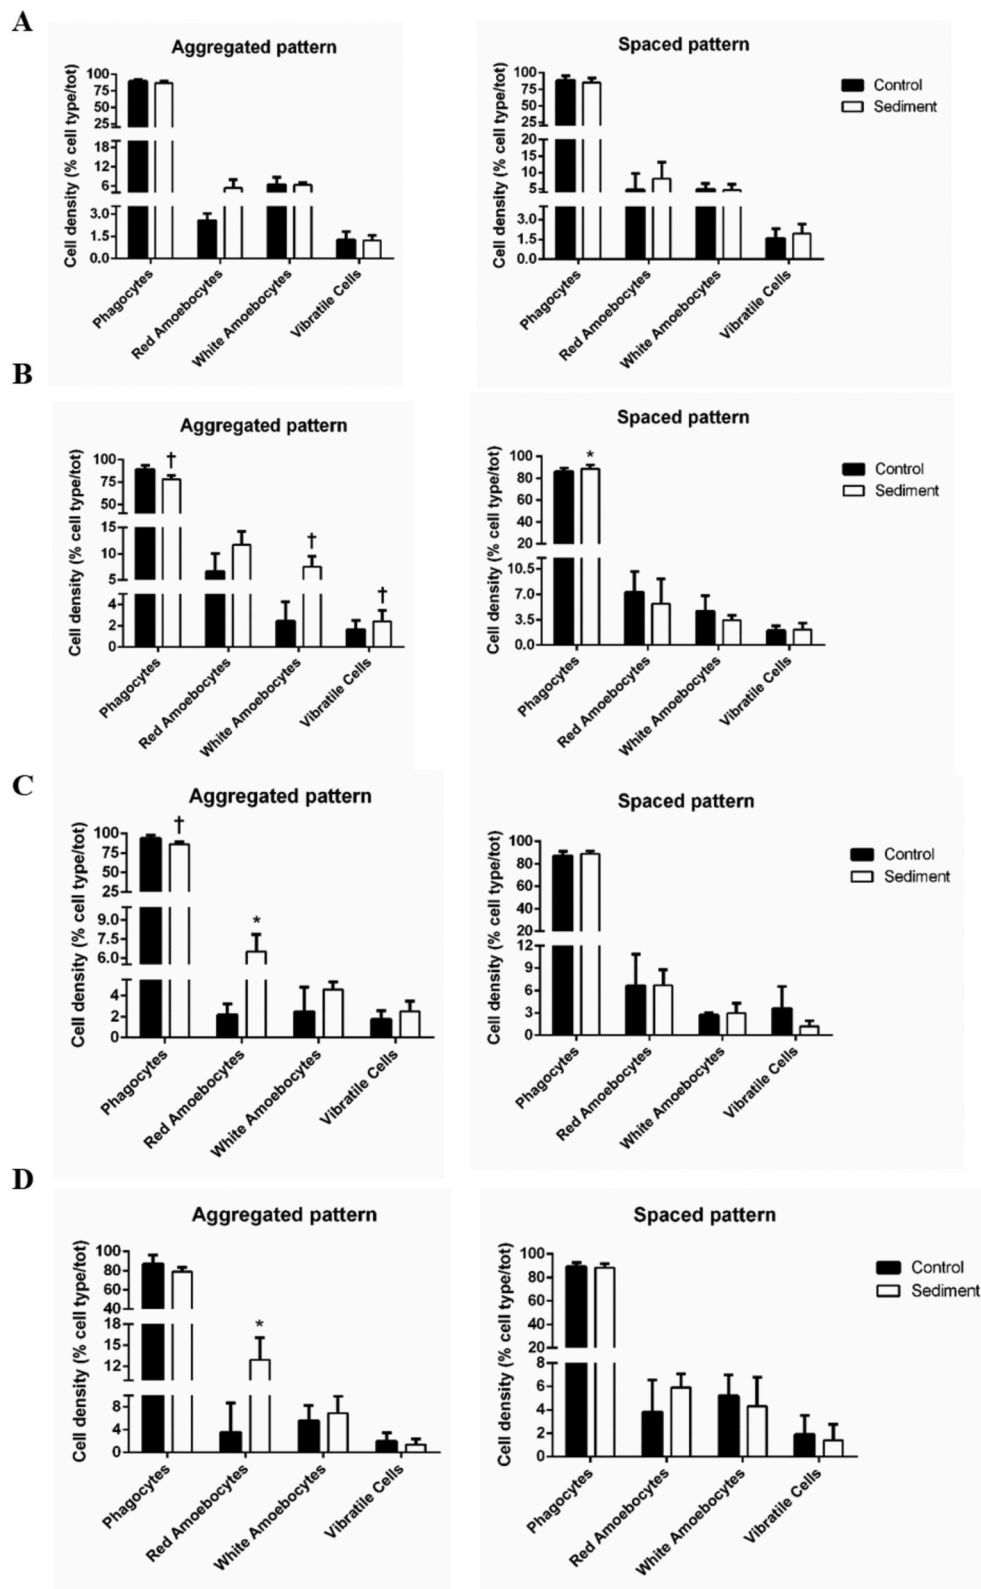 A
Aggregated pattern
Cell density (% cell type/tot)
100
75
50
25
18
12
6
3.0
1.5
0.0
Phagocytes
Red Amoebocytes
White Amoebocytes
Vibratile Cells
Spaced pattern
Cell density (% cell type/tot)
100
75
50
25
20
15
10
5
3.0
1.5
0.0
Phagocytes
Red Amoebocytes
White Amoebocytes
Vibratile Cells
Control
Sediment
B
Aggregated pattern
Cell density (% cell type/tot)
100
75
50
15
10
5
4
2
0
†
†
†
Phagocytes
Red Amoebocytes
White Amoebocytes
Vibratile Cells
Spaced pattern
Cell density (% cell type/tot)
100
80
60
40
20
10.5
7.0
3.5
0.0
*
Phagocytes
Red Amoebocytes
White Amoebocytes
Vibratile Cells
Control
Sediment
C
Aggregated pattern
Cell density (% cell type/tot)
100
75
50
25
9.0
7.5
6.0
4
2
0
†
*
Phagocytes
Red Amoebocytes
White Amoebocytes
Vibratile Cells
Spaced pattern
Cell density (% cell type/tot)
100
80
60
40
20
12
9
6
3
0
Phagocytes
Red Amoebocytes
White Amoebocytes
Vibratile Cells
Control
Sediment
D
Aggregated pattern
Cell density (% cell type/tot)
100
80
60
40
18
15
12
8
4
0
*
Phagocytes
Red Amoebocytes
White Amoebocytes
Vibratile Cells
Spaced pattern
Cell density (% cell type/tot)
100
80
60
40
20
8
6
4
2
0
Phagocytes
Red Amoebocytes
White Amoebocytes
Vibratile Cells
Control
Sediment